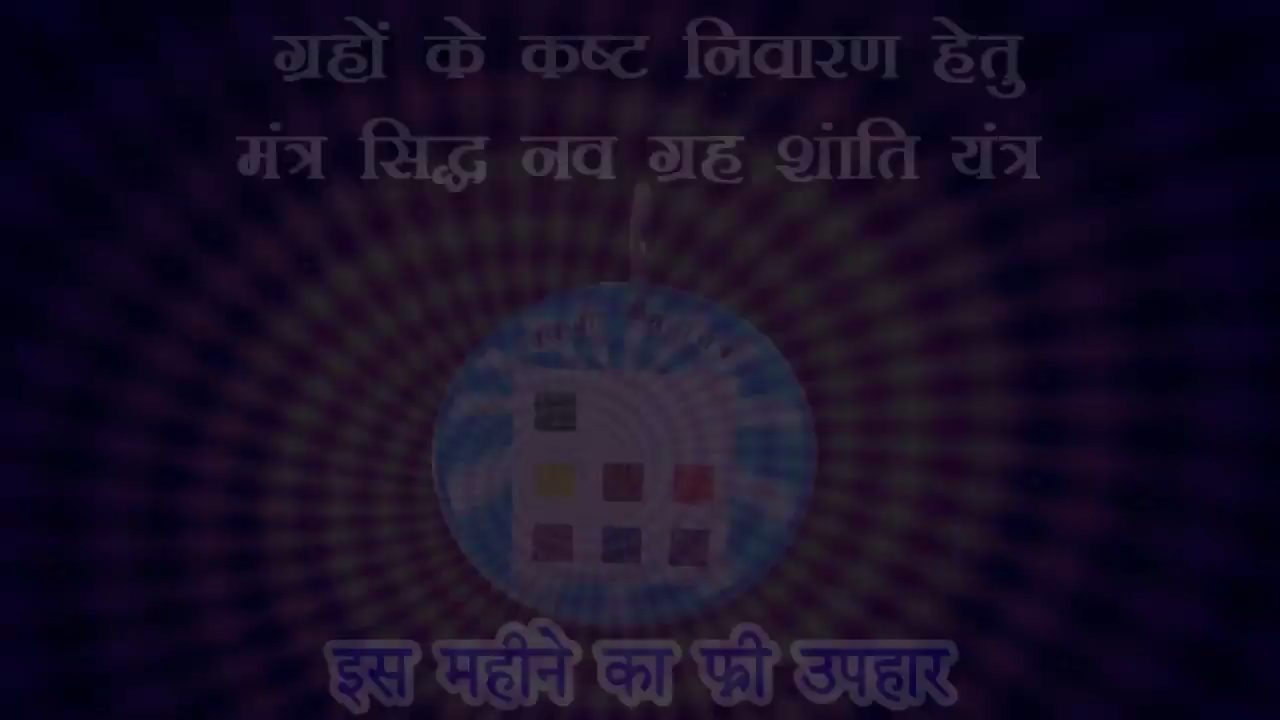 ग्रहों के कष्ट निवारण हेतु
मंत्र सिद्ध नव ग्रह शांति यंत्र
इस महीने का फ्री उपहार